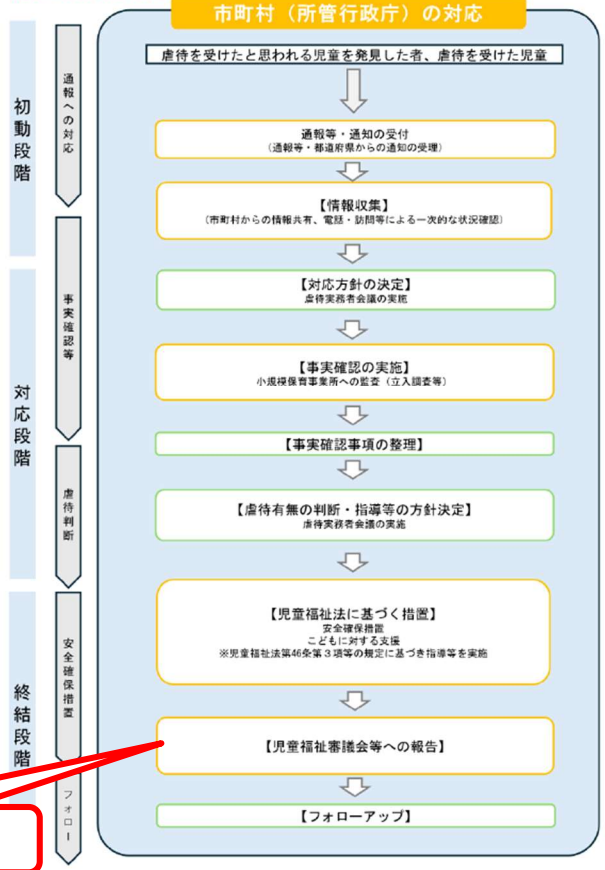 市町村（所管行政庁）の対応
虐待を受けたと思われる児童を発見した者、虐待を受けた児童
通報等・通知の受付
（通報等・都道府県からの通知の受理）
【情報収集】
（市町村からの情報共有、電話・訪問等による一次的な状況確認）
【対応方針の決定】
虐待実務者会議の実施
【事実確認の実施】
小規模保育事業所への監査（立入調査等）
【事実確認事項の整理】
【虐待有無の判断・指導等の方針決定】
虐待実務者会議の実施
【児童福祉法に基づく措置】
安全確保措置
こどもに対する支援
※児童福祉法第46条第３項等の規定に基づき指導等を実施
【児童福祉審議会等への報告】
【フォローアップ】
初動段階
対応段階
終結段階
通報への対応
事実確認等
虐待判断
安全確保措置
フォロー